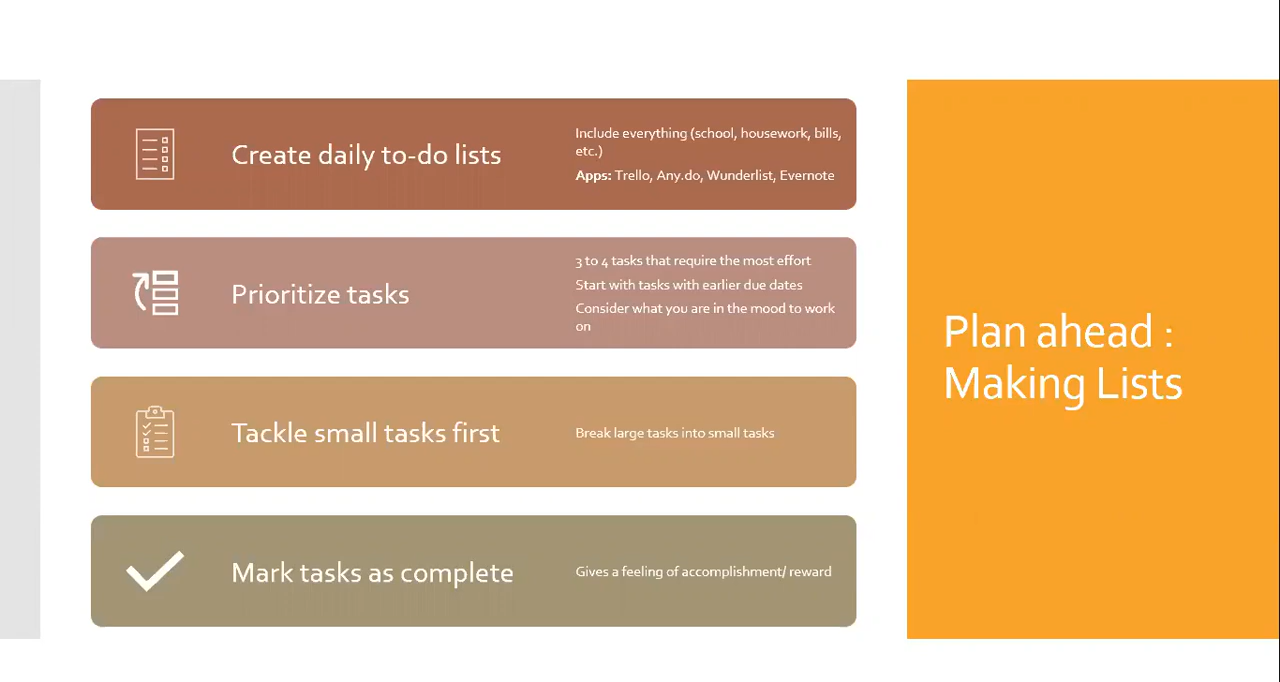 Create daily to-do lists
Include everything (school, housework, bills,
etc.)
Apps: Trello, Any.do, Wunderlist, Evernote
Prioritize tasks
3 to 4 tasks that require the most effort
Start with tasks with earlier due dates
Consider what you are in the mood to work
on
Tackle small tasks first
Break large tasks into small tasks
Mark tasks as complete
Gives a feeling of accomplishment/ reward
Plan ahead :
Making Lists